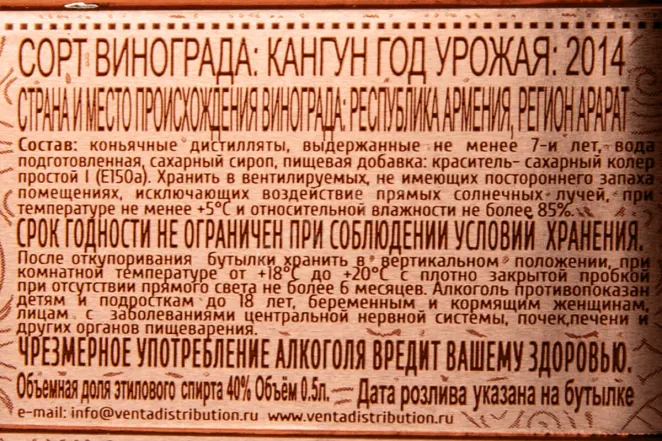 СОРТ ВИНОГРАДА: КАНГУН ГОД УРОЖАЯ: 2014
СТРАНА И МЕСТО ПРОИСХОЖДЕНИЯ ВИНОГРАДА: РЕСПУБЛИКА АРМЕНИЯ, РЕГИОН АРАРАТ
Состав: коньячные дистилляты, выдержанные не менее 7-и лет, вода
подготовленная, сахарный сироп, пищевая добавка: краситель- сахарный колер
простой I (E150a). Хранить в вентилируемых, не имеющих постороннего запаха
помещениях, исключающих воздействие прямых солнечных лучей, при
температуре не менее +5°С и относительной влажности не более 85%.
СРОК ГОДНОСТИ НЕ ОГРАНИЧЕН ПРИ СОБЛЮДЕНИИ УСЛОВИЙ ХРАНЕНИЯ.
После откупоривания бутылки хранить в вертикальном положении, при
комнатной температуре от +18°С до +20°С с плотно закрытой пробкой
при отсутствии прямого света не более 6 месяцев. Алкоголь противопоказан
детям и подросткам до 18 лет, беременным и кормящим женщинам,
лицам с заболеваниями центральной нервной системы, почек,печени и
других органов пищеварения.
ЧРЕЗМЕРНОЕ УПОТРЕБЛЕНИЕ АЛКОГОЛЯ ВРЕДИТ ВАШЕМУ ЗДОРОВЬЮ.
Объемная доля этилового спирта 40% Объём 0.5л. — Дата розлива указана на бутылке
e-mail: info@ventadistribution.ru www.ventadistribution.ru